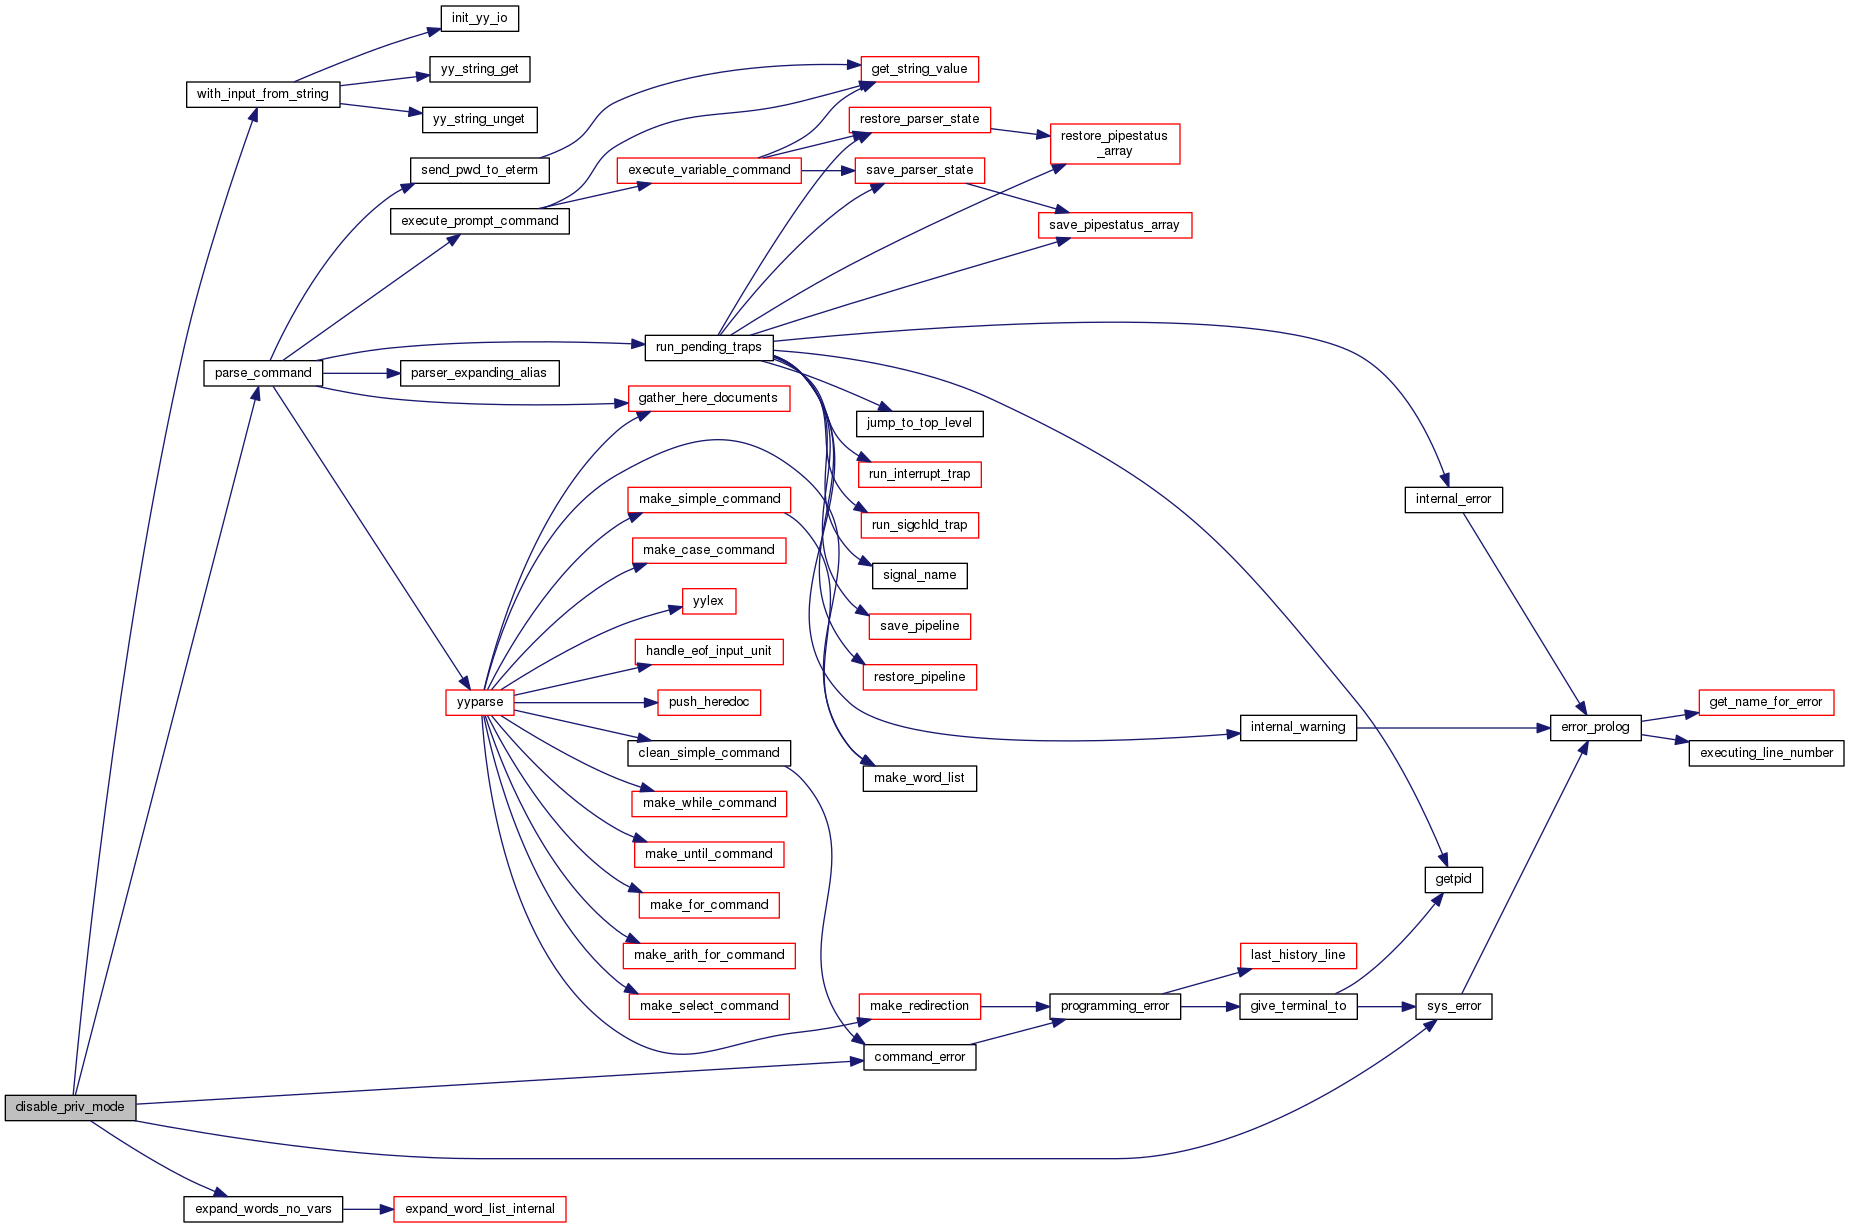 init_yy_io
yy_string_get
get_string_value
with_input_from_string
yy_string_unget
restore_parser_state
restore_pipestatus
_array
send_pwd_to_eterm
execute_variable_command
save_parser_state
execute_prompt_command
save_pipestatus_array
run_pending_traps
parse_command
parser_expanding_alias
gather_here_documents
jump_to_top_level
run_interrupt_trap
make_simple_command
internal_error
run_sigchld_trap
make_case_command
signal_name
yylex
save_pipeline
handle_eof_input_unit
restore_pipeline
yyparse
push_heredoc
get_name_for_error
internal_warning
error_prolog
clean_simple_command
executing_line_number
make_word_list
make_while_command
make_until_command
getpid
make_for_command
make_arith_for_command
last_history_line
make_select_command
make_redirection
programming_error
give_terminal_to
sys_error
command_error
disable_priv_mode
expand_words_no_vars
expand_word_list_internal